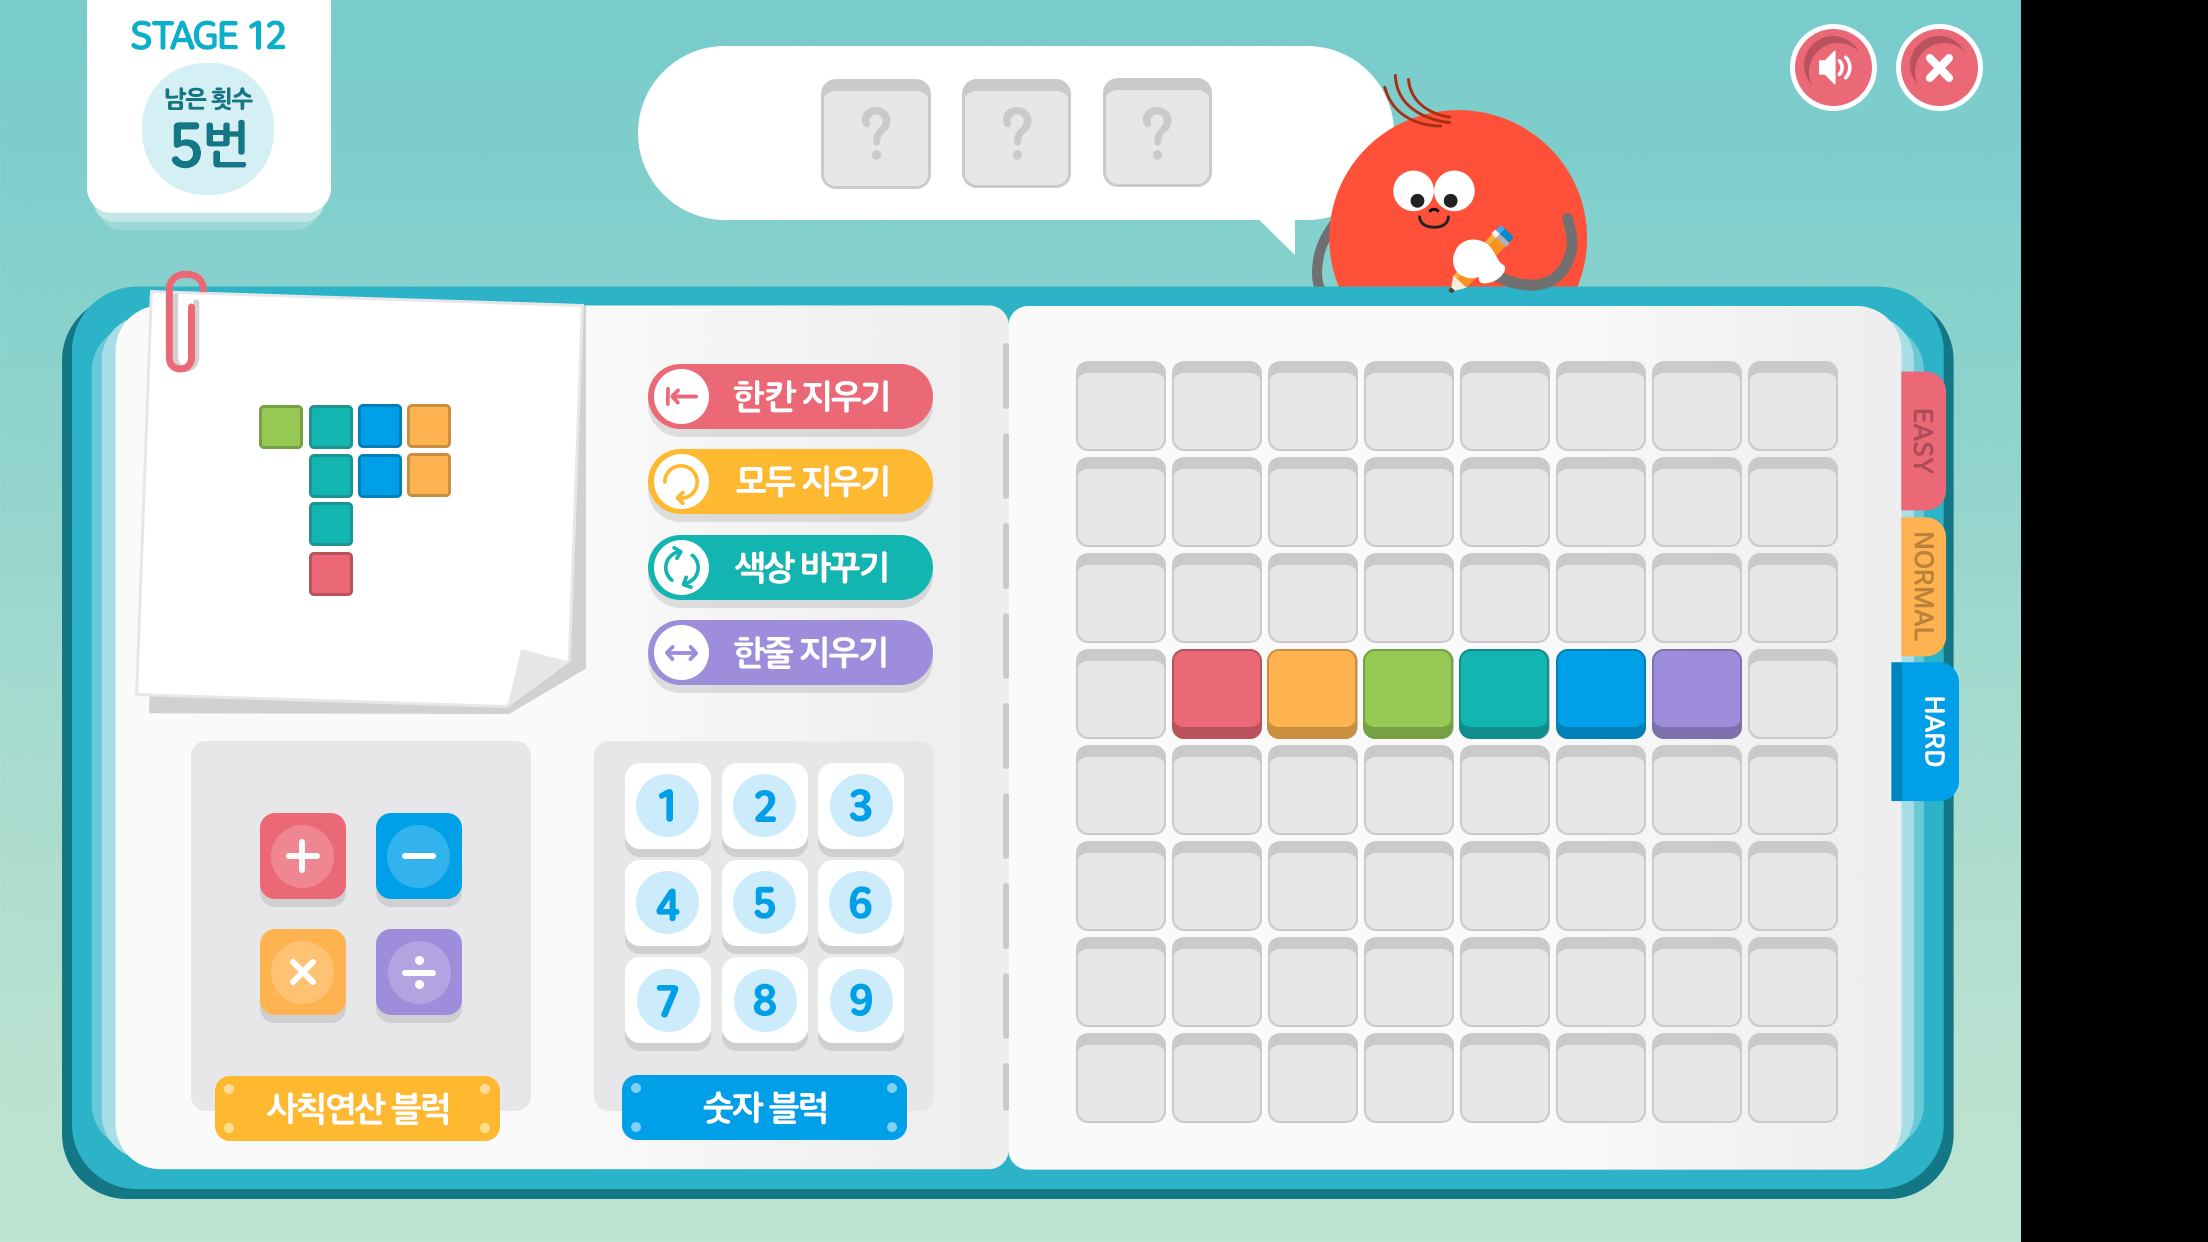 STAGE 12
남은 횟수
5번
? ? ?
한칸 지우기
모두 지우기
색상 바꾸기
한줄 지우기
EASY
NORMAL
HARD
+ −
× ÷
사칙연산 블럭
1 2 3
4 5 6
7 8 9
숫자 블럭